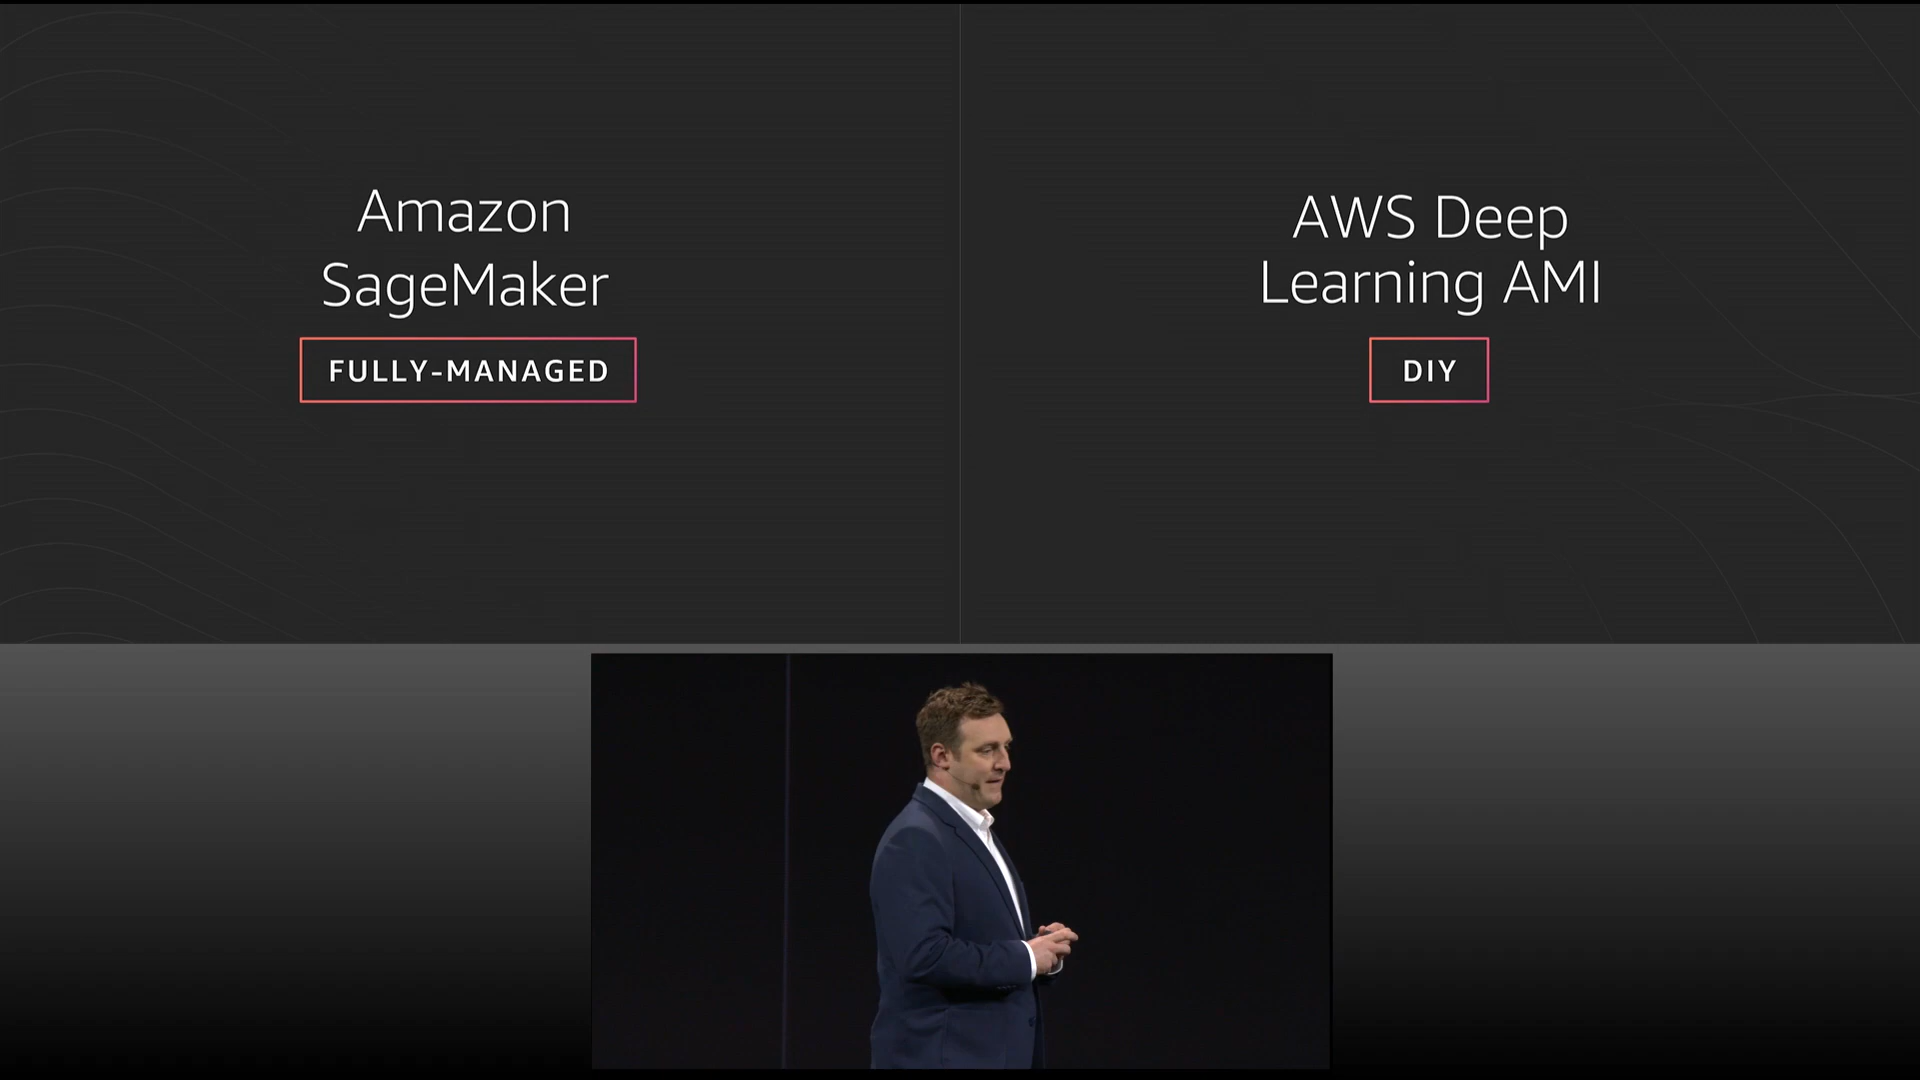 Amazon
SageMaker
FULLY-MANAGED
AWS Deep
Learning AMI
DIY